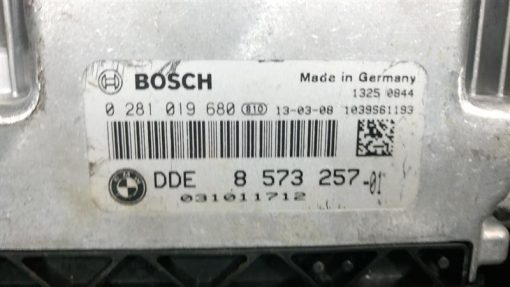 BOSCH Made in Germany
1325 0844
0 281 019 680 B10 13-03-08 1039S61193
DDE 8 573 257-01
031011712